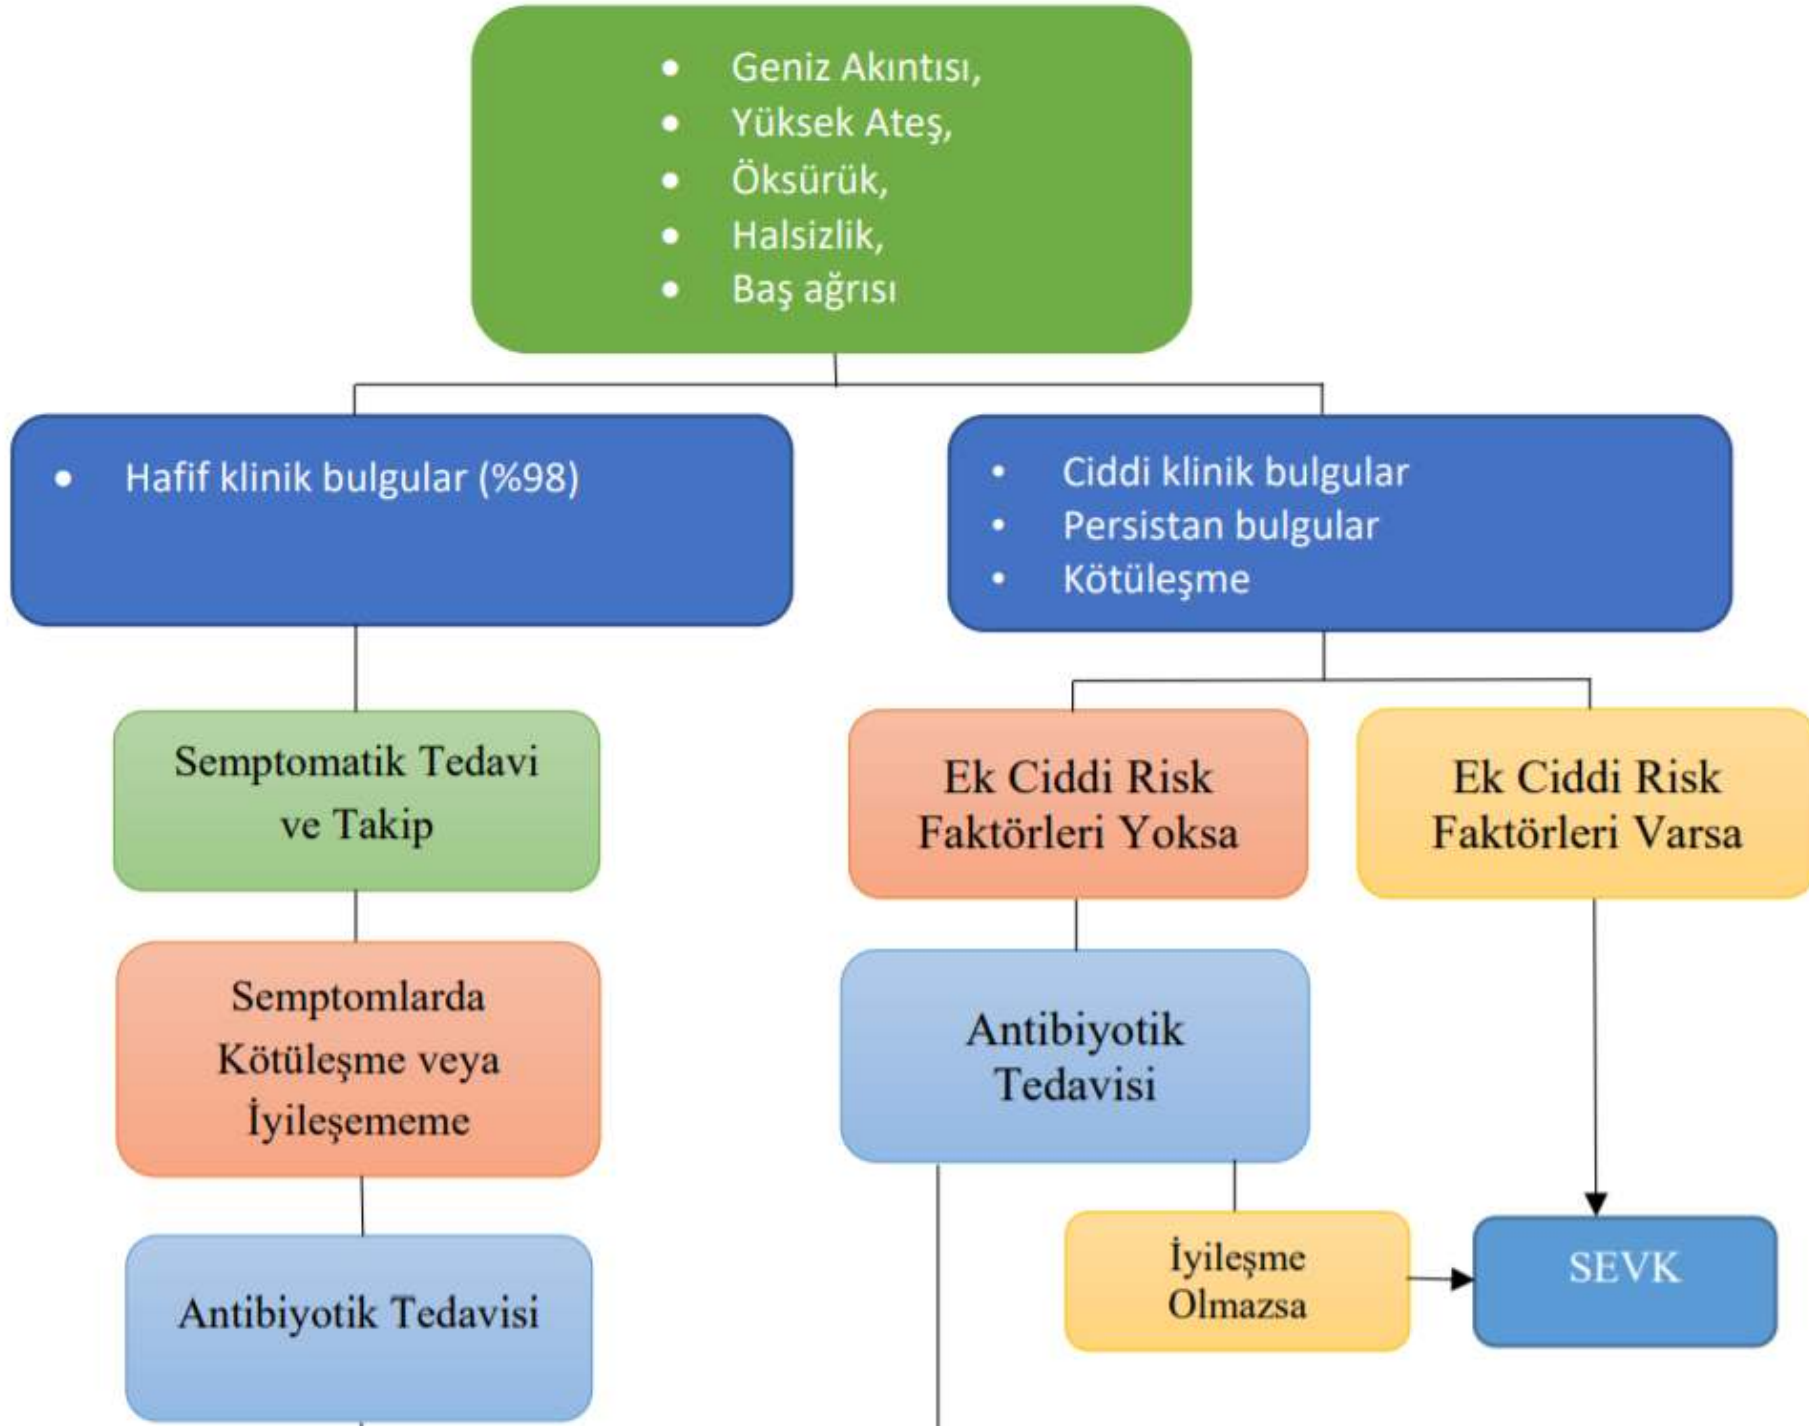 • Geniz Akıntısı,
• Yüksek Ateş,
• Öksürük,
• Halsizlik,
• Baş ağrısı
• Hafif klinik bulgular (%98)
• Ciddi klinik bulgular
• Persistan bulgular
• Kötüleşme
Semptomatik Tedavi
ve Takip
Ek Ciddi Risk
Faktörleri Yoksa
Ek Ciddi Risk
Faktörleri Varsa
Semptomlarda
Kötüleşme veya
İyileşememe
Antibiyotik
Tedavisi
Antibiyotik Tedavisi
İyileşme
Olmazsa
SEVK